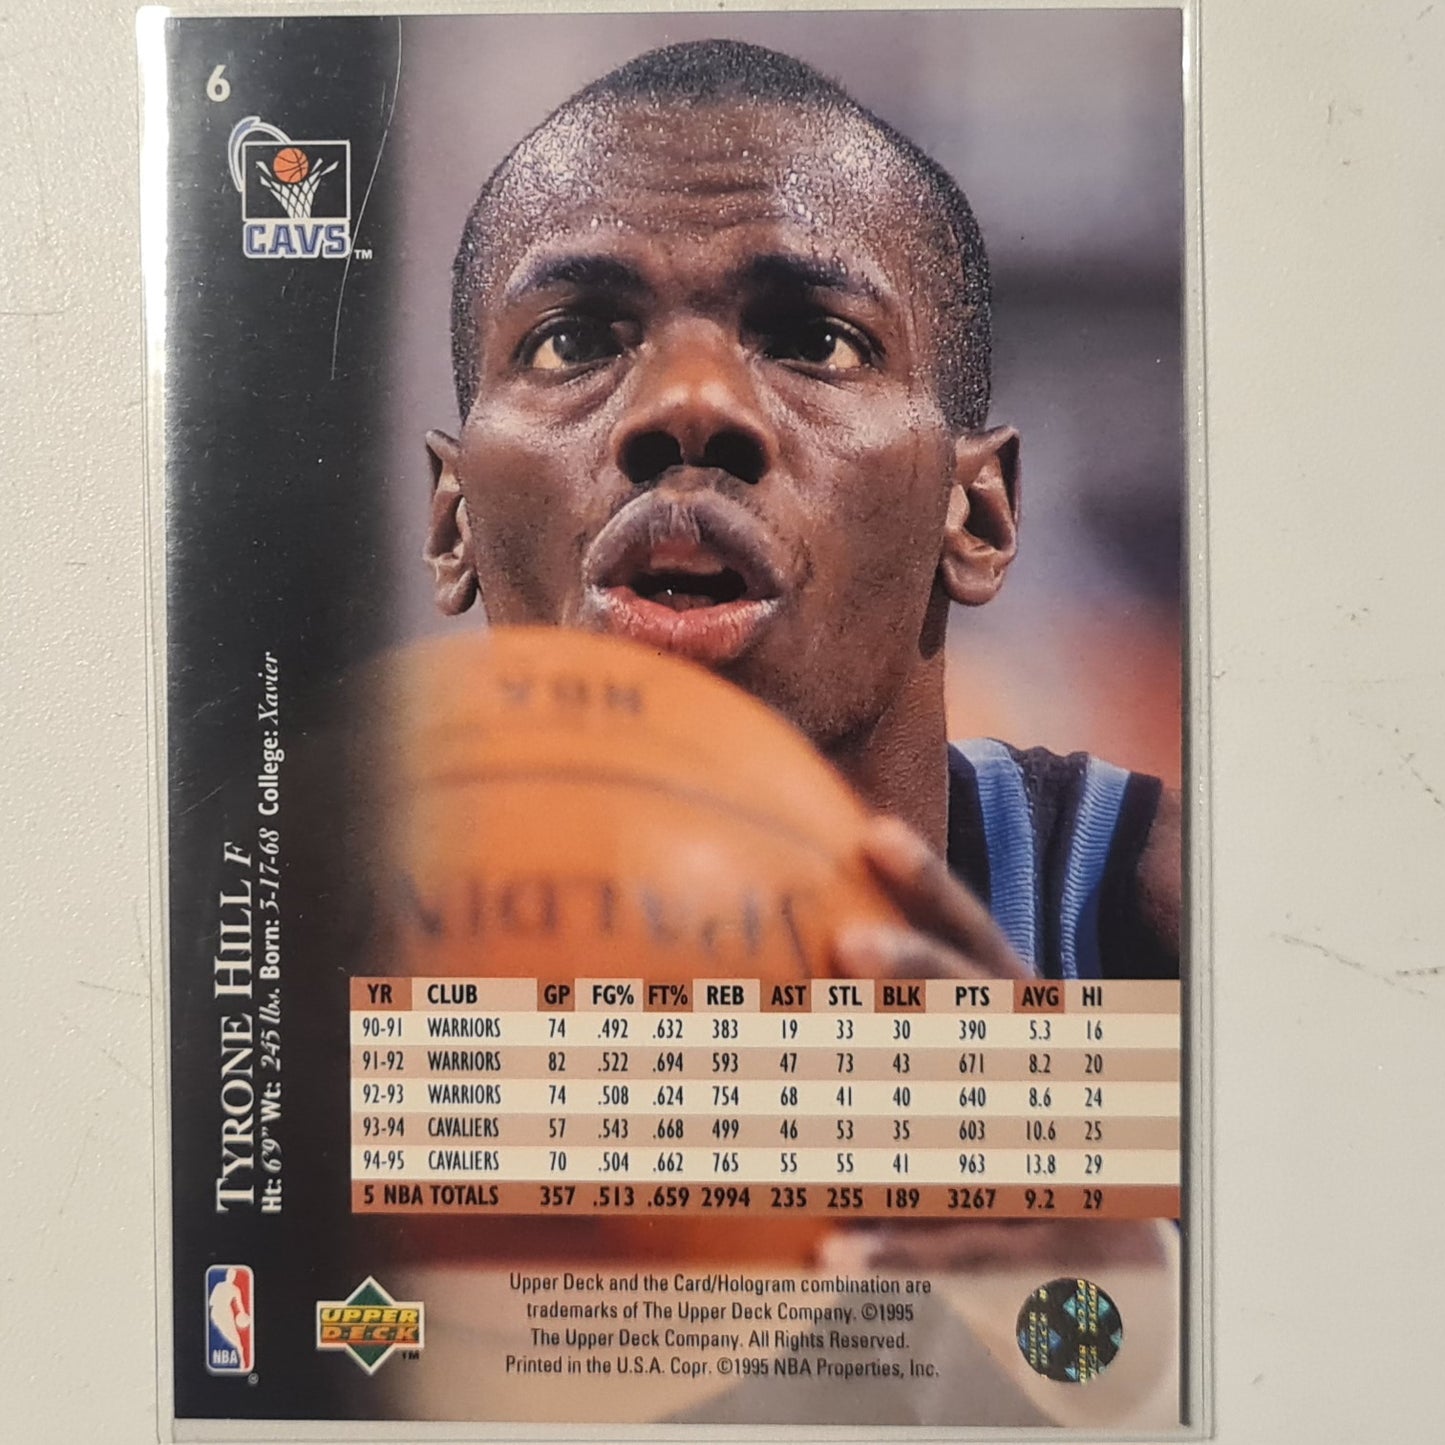 6
CAVS™
TYRONE HILL F
Ht: 6'9" Wt: 245 lbs. Born: 3-17-68 College: Xavier
YR CLUB GP FG% FT% REB AST STL BLK PTS AVG HI
90-91 WARRIORS 74 .492 .632 383 19 33 30 390 5.3 16
91-92 WARRIORS 82 .522 .694 593 47 73 43 671 8.2 20
92-93 WARRIORS 74 .508 .624 754 68 41 40 640 8.6 24
93-94 CAVALIERS 57 .543 .668 499 46 53 35 603 10.6 25
94-95 CAVALIERS 70 .504 .662 765 55 55 41 963 13.8 29
5 NBA TOTALS 357 .513 .659 2994 235 255 189 3267 9.2 29
NBA®
UPPER
DECK™
Upper Deck and the Card/Hologram combination are
trademarks of The Upper Deck Company. ©1995
The Upper Deck Company. All Rights Reserved.
Printed in the U.S.A. Copr. ©1995 NBA Properties, Inc.